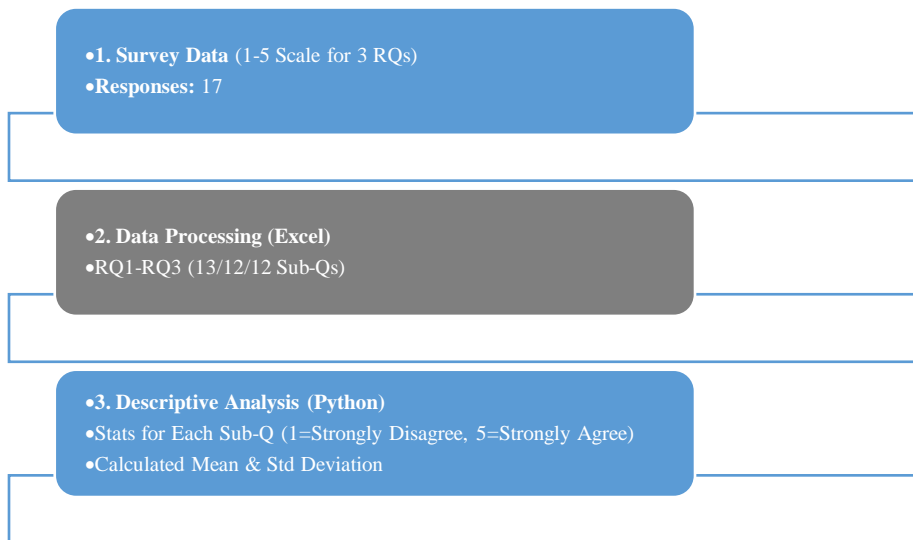 •1. Survey Data (1-5 Scale for 3 RQs)
•Responses: 17
•2. Data Processing (Excel)
•RQ1-RQ3 (13/12/12 Sub-Qs)
•3. Descriptive Analysis (Python)
•Stats for Each Sub-Q (1=Strongly Disagree, 5=Strongly Agree)
•Calculated Mean & Std Deviation